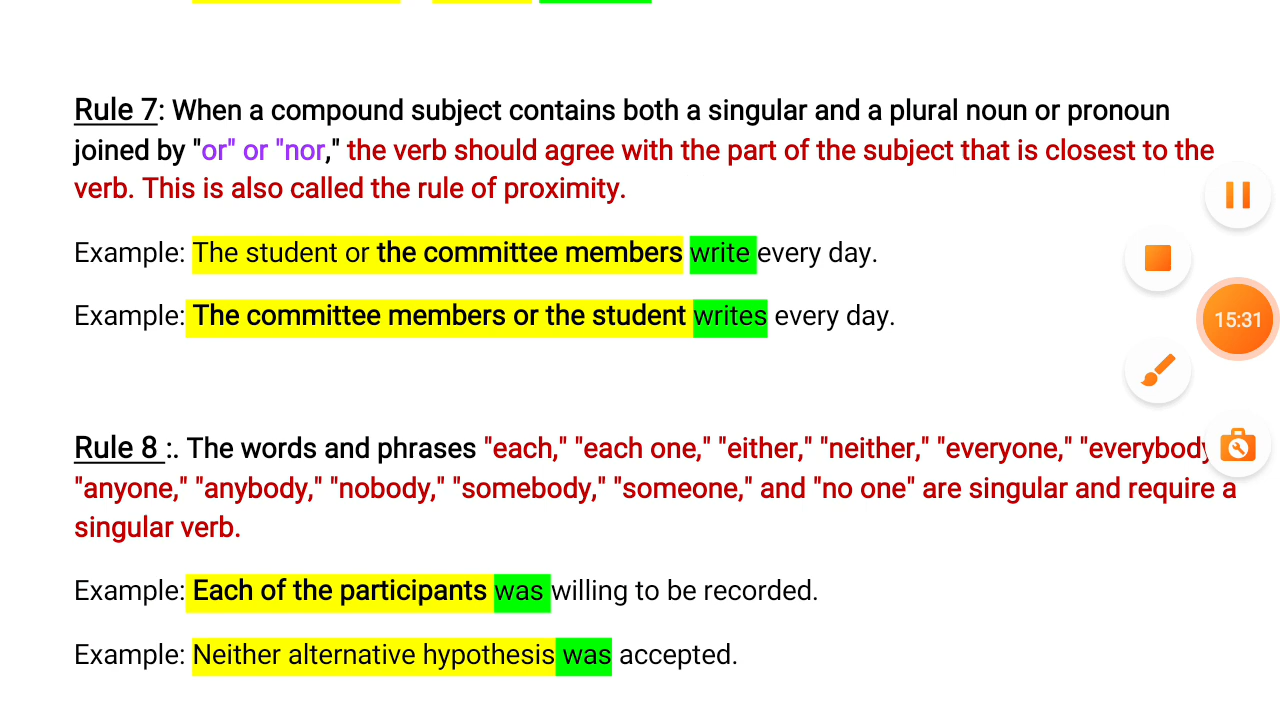 Rule 7: When a compound subject contains both a singular and a plural noun or pronoun
joined by "or" or "nor," the verb should agree with the part of the subject that is closest to the
verb. This is also called the rule of proximity.
Example: The student or the committee members write every day.
Example: The committee members or the student writes every day.
15:31
Rule 8 :. The words and phrases "each," "each one," "either," "neither," "everyone," "everybody
"anyone," "anybody," "nobody," "somebody," "someone," and "no one" are singular and require a
singular verb.
Example: Each of the participants was willing to be recorded.
Example: Neither alternative hypothesis was accepted.